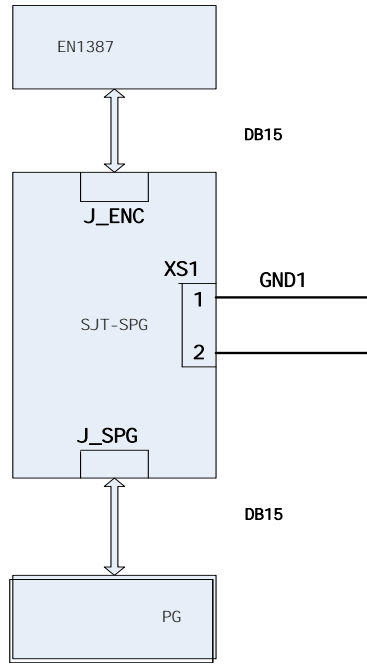 EN1387
DB15
J_ENC
XS1
GND1
1
SJT-SPG
2
J_SPG
DB15
PG